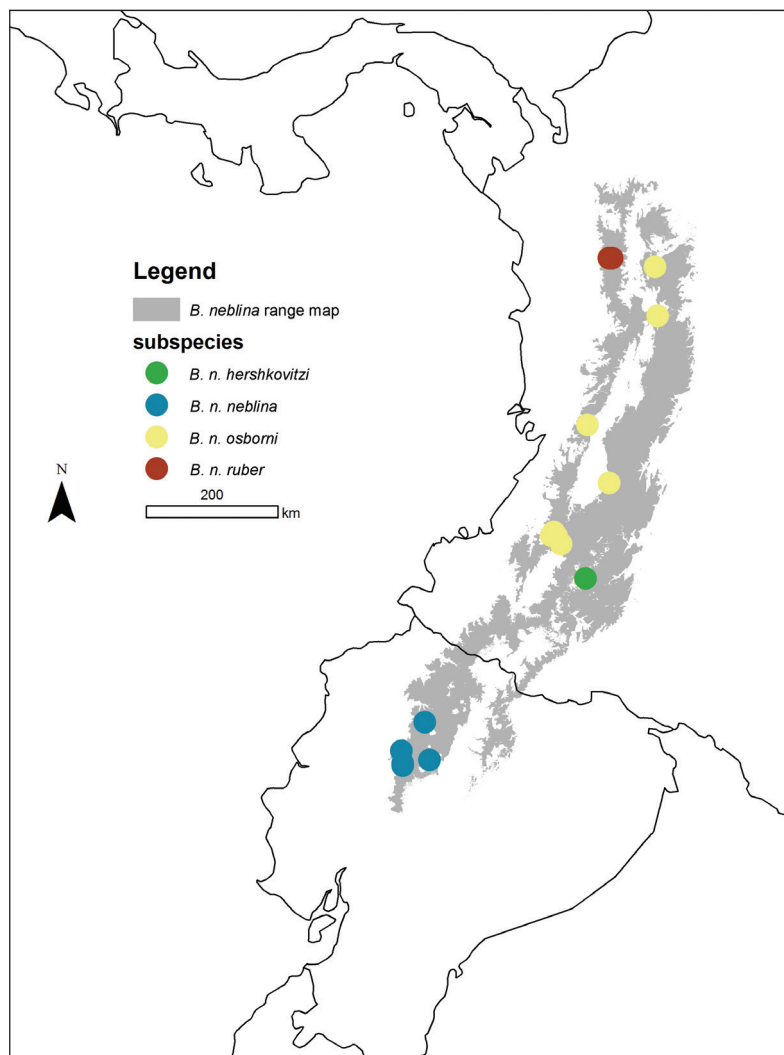 Legend
B. neblina range map
subspecies
B. n. hershkovitzi
B. n. neblina
B. n. osborni
B. n. ruber
N
200
km